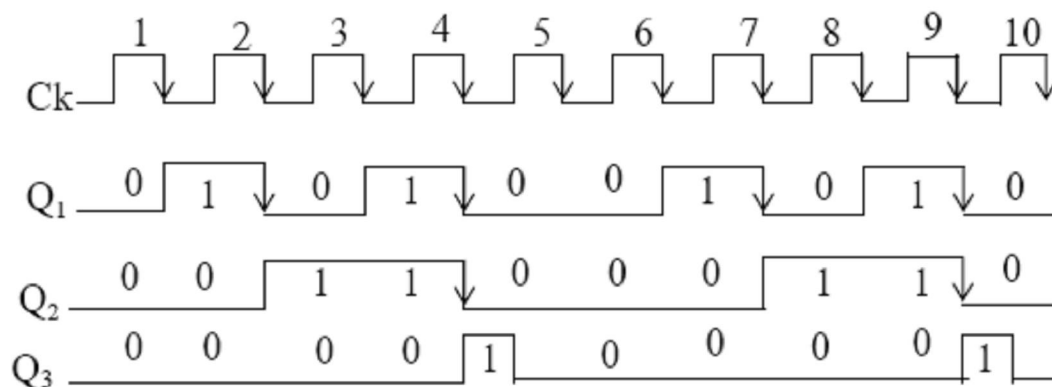 1 2 3 4 5 6 7 8 9 10
Ck
Q₁ 0 1 0 1 0 0 1 0 1 0
Q₂ 0 0 1 1 0 0 0 1 1 0
Q₃ 0 0 0 0 1 0 0 0 0 1